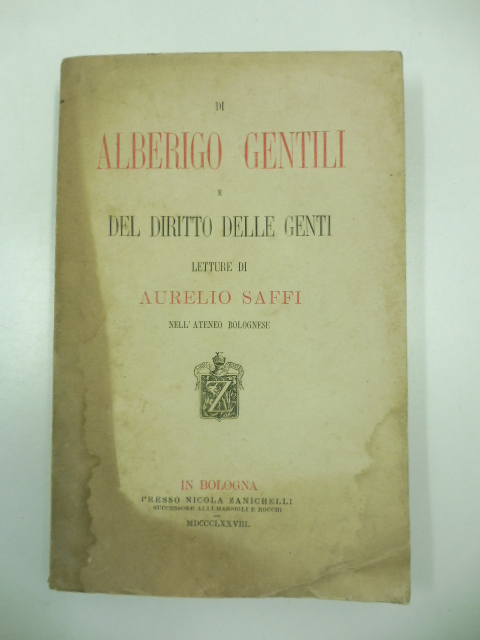 DI
ALBERIGO GENTILI
E
DEL DIRITTO DELLE GENTI
LETTURE DI
AURELIO SAFFI
NELL' ATENEO BOLOGNESE
Z
IN BOLOGNA
PRESSO NICOLA ZANICHELLI
SUCCESSORE ALLI MARSIGLI E ROCCHI
MDCCCLXXVIII.